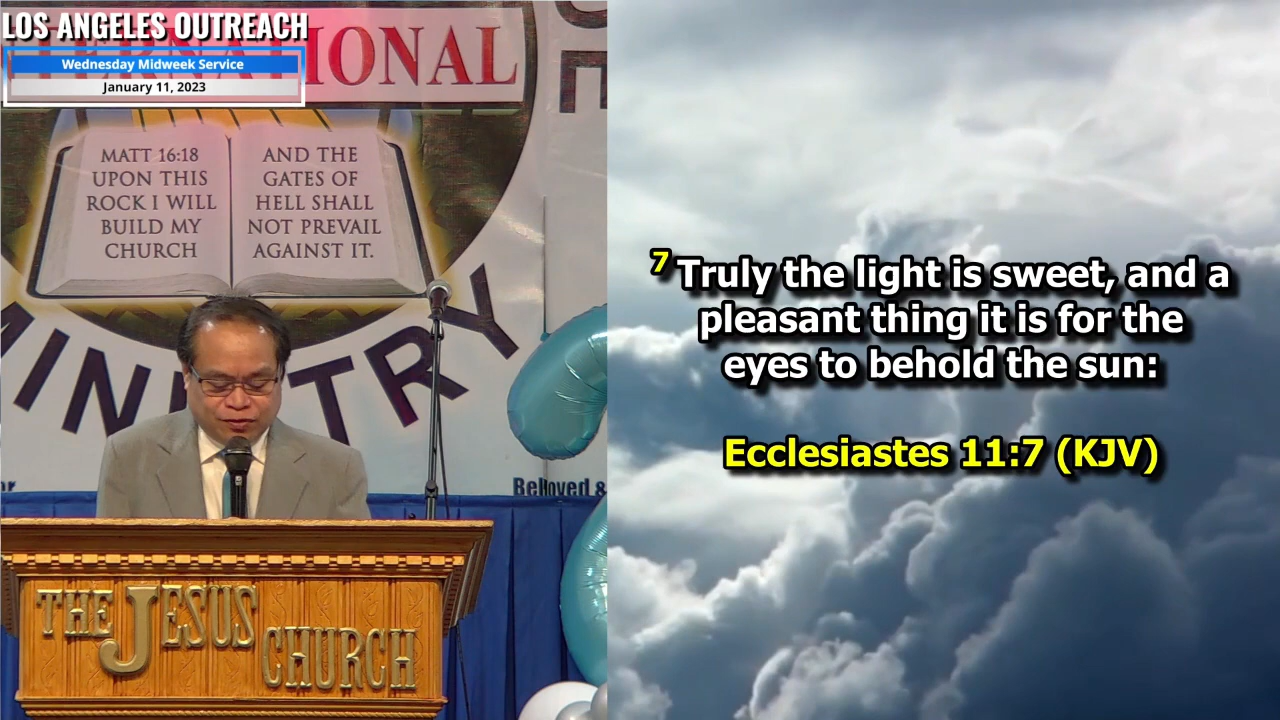 LOS ANGELES OUTREACH
Wednesday Midweek Service
January 11, 2023
MATT 16:18
UPON THIS
ROCK I WILL
BUILD MY
CHURCH
AND THE
GATES OF
HELL SHALL
NOT PREVAIL
AGAINST IT.
MINISTRY
Beloved &
THE JESUS
CHURCH
7 Truly the light is sweet, and a
pleasant thing it is for the
eyes to behold the sun:
Ecclesiastes 11:7 (KJV)